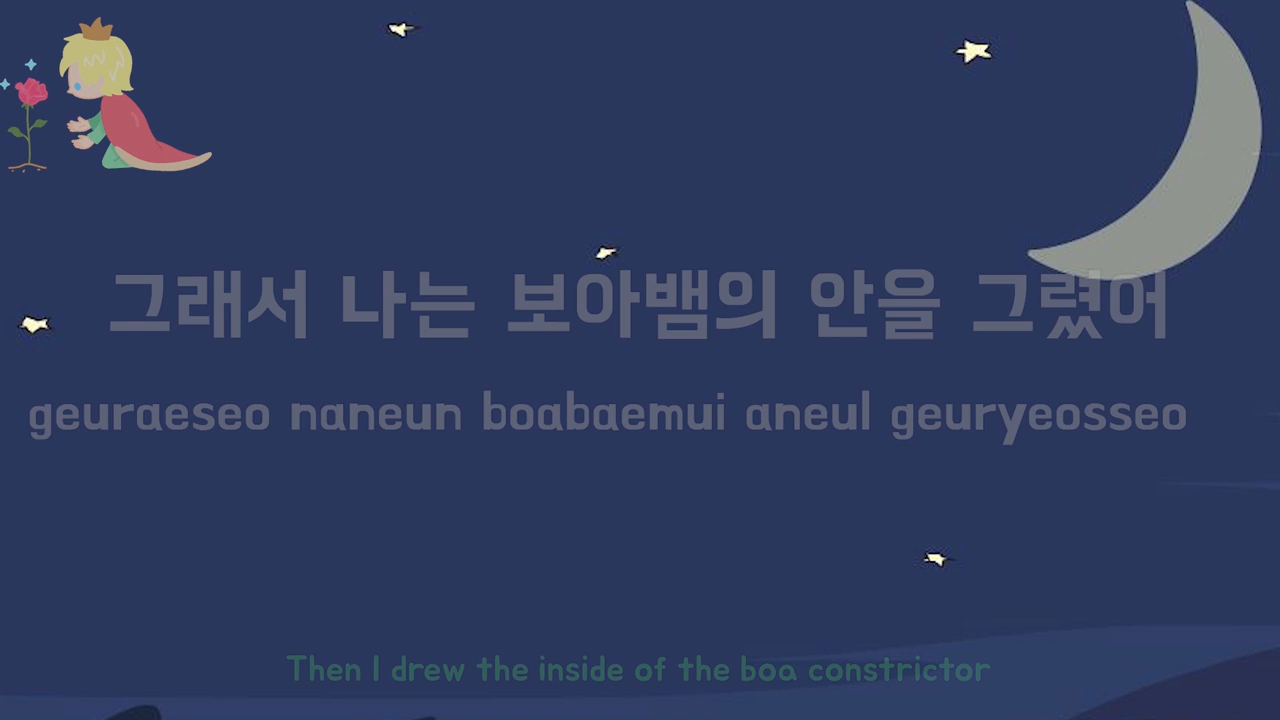 그래서 나는 보아뱀의 안을 그렸어
geuraeseo naneun boabaemui aneul geuryeosseo
Then I drew the inside of the boa constrictor